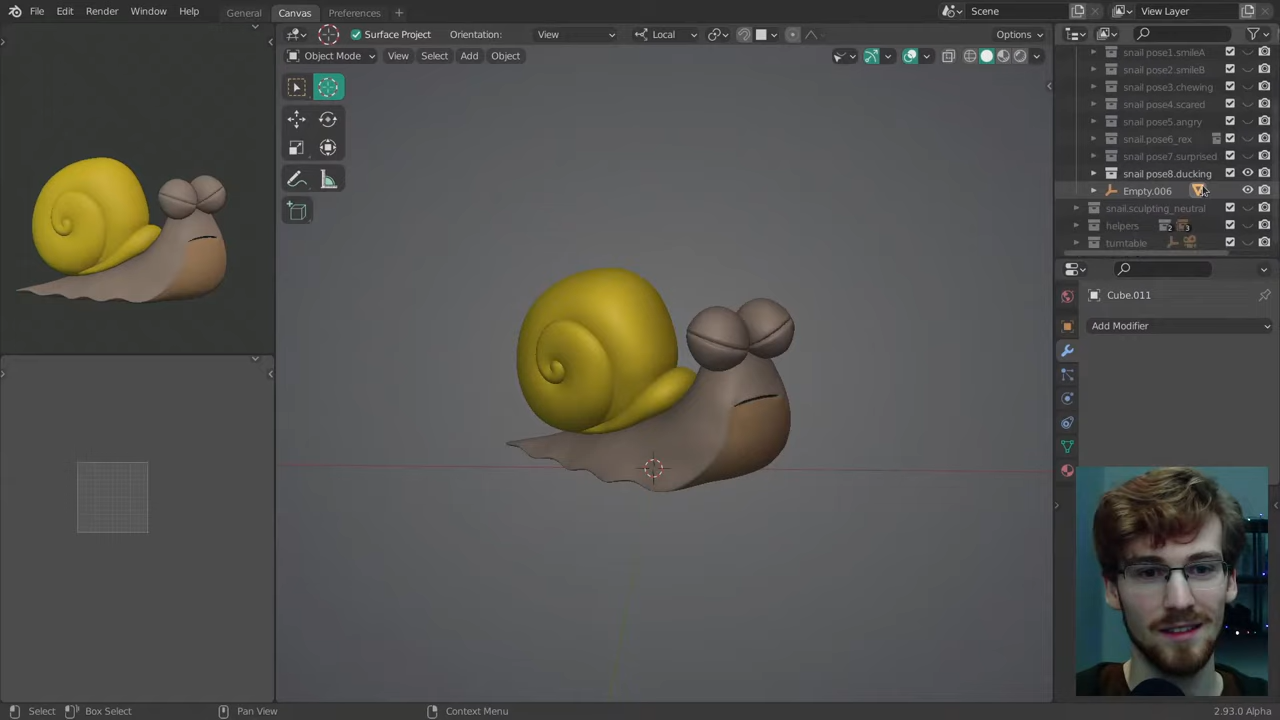 File Edit Render Window Help General Canvas Preferences + Scene View Layer
Surface Project Orientation: View Local Options
Object Mode View Select Add Object
snail pose1.smileA
snail pose2.smileB
snail pose3.chewing
snail pose4.scared
snail pose5.angry
snail.pose6_rex
snail pose7.surprised
snail pose8.ducking
Empty.006
snail.sculpting_neutral
helpers 2 3
turntable
Cube.011
Add Modifier
Select Box Select Pan View Context Menu 2.93.0 Alpha